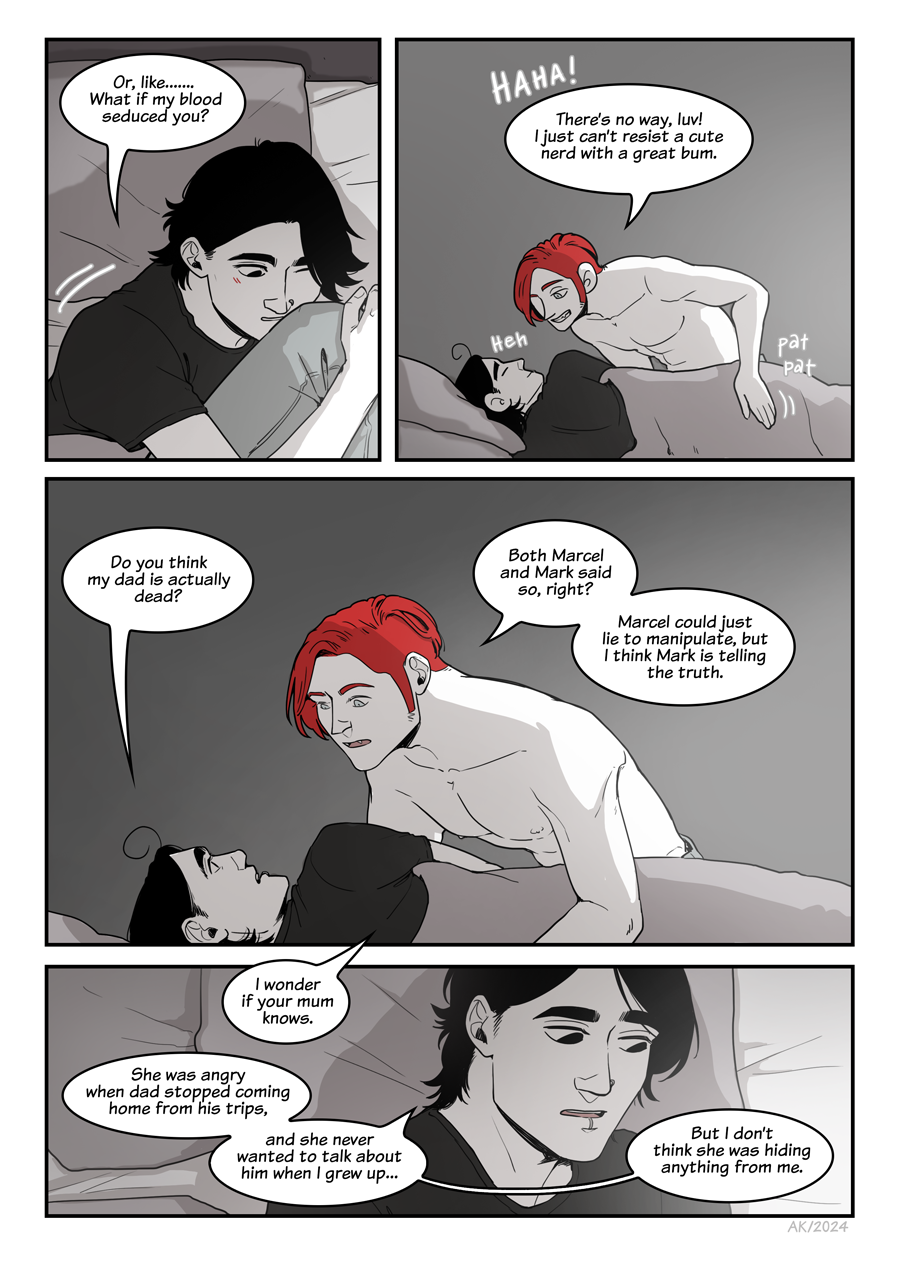 Or, like.......
What if my blood
seduced you?
HAHA!
There's no way, luv!
I just can't resist a cute
nerd with a great bum.
Heh
pat
pat
Do you think
my dad is actually
dead?
Both Marcel
and Mark said
so, right?
Marcel could just
lie to manipulate, but
I think Mark is telling
the truth.
I wonder
if your mum
knows.
She was angry
when dad stopped coming
home from his trips,
and she never
wanted to talk about
him when I grew up...
But I don't
think she was hiding
anything from me.
AK/2024